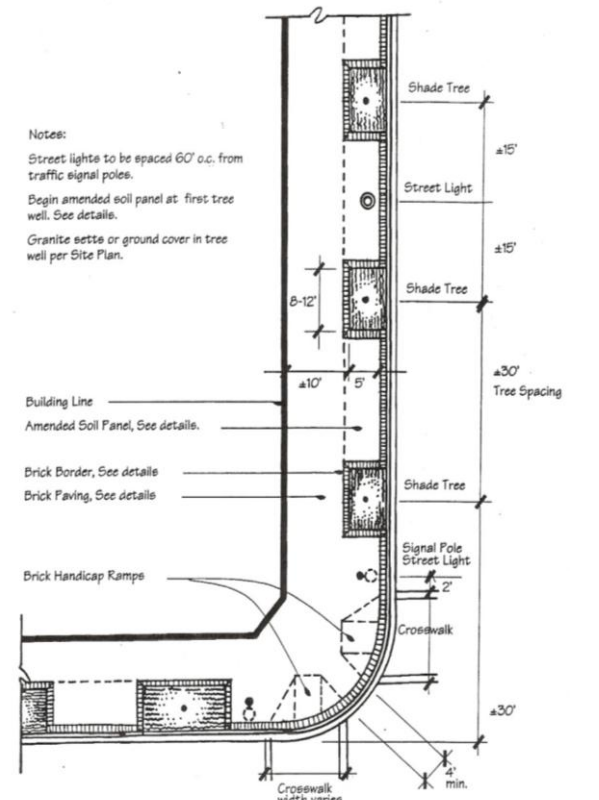 Notes:
Street lights to be spaced 60' o.c. from
traffic signal poles.
Begin amended soil panel at first tree
well. See details.
Granite setts or ground cover in tree
well per Site Plan.
Shade Tree
±15'
Street Light
±15'
Shade Tree
8-12'
±10'
5'
±30'
Tree Spacing
Building Line
Amended Soil Panel, See details.
Brick Border, See details
Brick Paving, See details
Shade Tree
Signal Pole
Street Light
2'
Brick Handicap Ramps
Crosswalk
±30'
4'
min.
Crosswalk
width varies